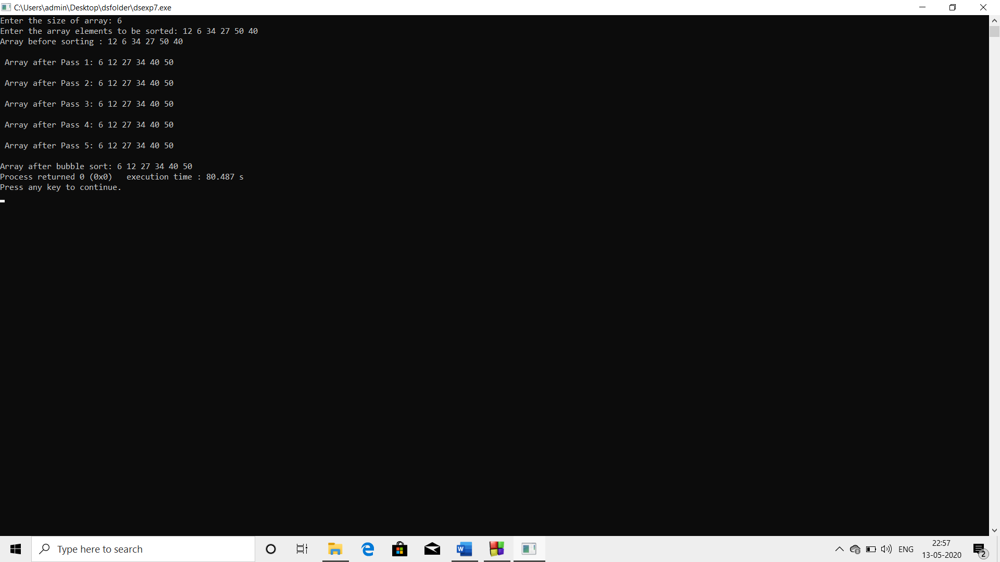 C:\Users\admin\Desktop\dsfolder\dsexp7.exe
Enter the size of array: 6
Enter the array elements to be sorted: 12 6 34 27 50 40
Array before sorting : 12 6 34 27 50 40
Array after Pass 1: 6 12 27 34 40 50
Array after Pass 2: 6 12 27 34 40 50
Array after Pass 3: 6 12 27 34 40 50
Array after Pass 4: 6 12 27 34 40 50
Array after Pass 5: 6 12 27 34 40 50
Array after bubble sort: 6 12 27 34 40 50
Process returned 0 (0x0)   execution time : 80.487 s
Press any key to continue.
Type here to search
W
ENG
22:57
13-05-2020
2